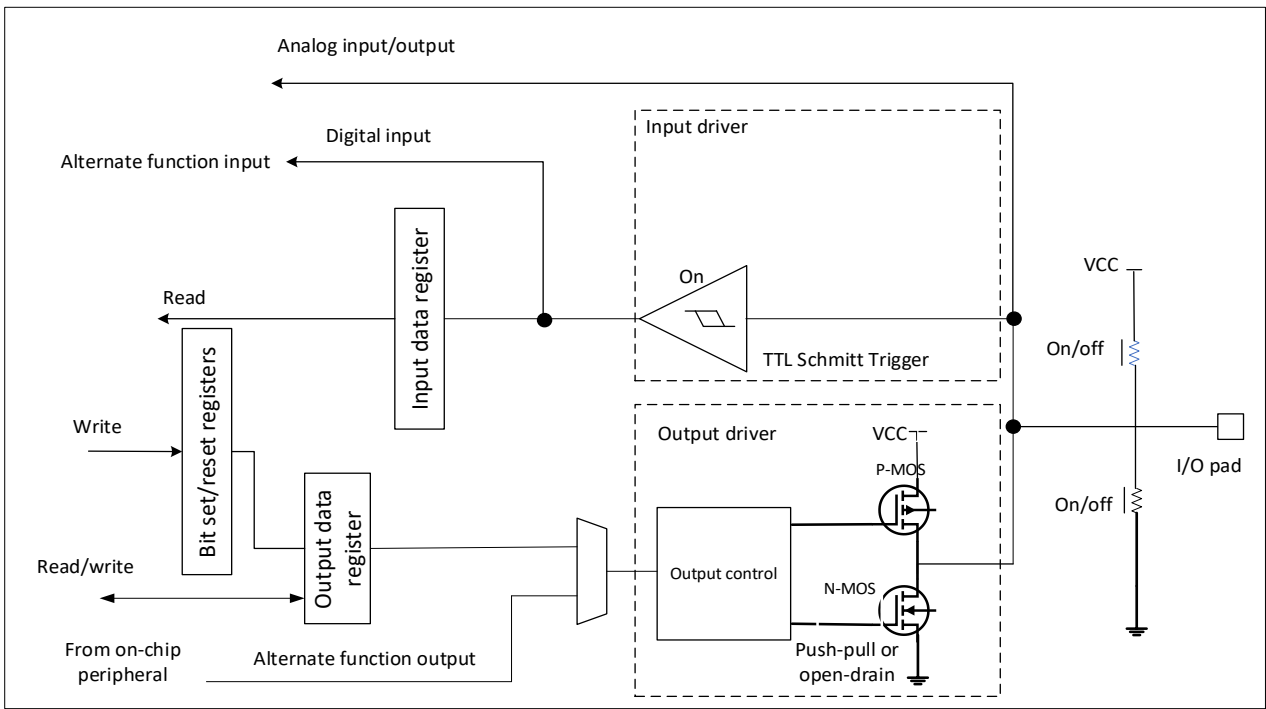 Analog input/output
Input driver
Digital input
Alternate function input
Input data register
On
VCC
Read
On/off
TTL Schmitt Trigger
Bit set/reset registers
Write
Output driver
VCC
I/O pad
P-MOS
Output data
register
On/off
Read/write
Output control
N-MOS
From on-chip
peripheral
Alternate function output
Push-pull or
open-drain